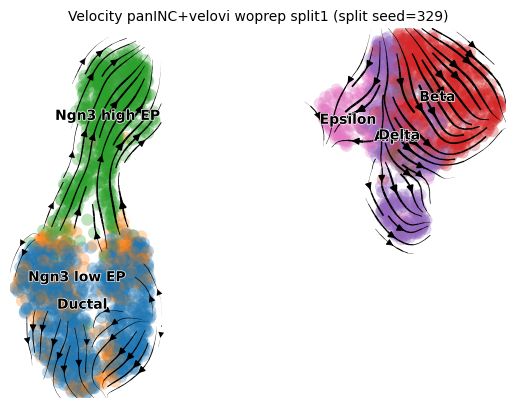 Velocity panINC+velovi woprep split1 (split seed=329)
Ngn3 high EP
Beta
Epsilon
Delta
Ngn3 low EP
Ductal